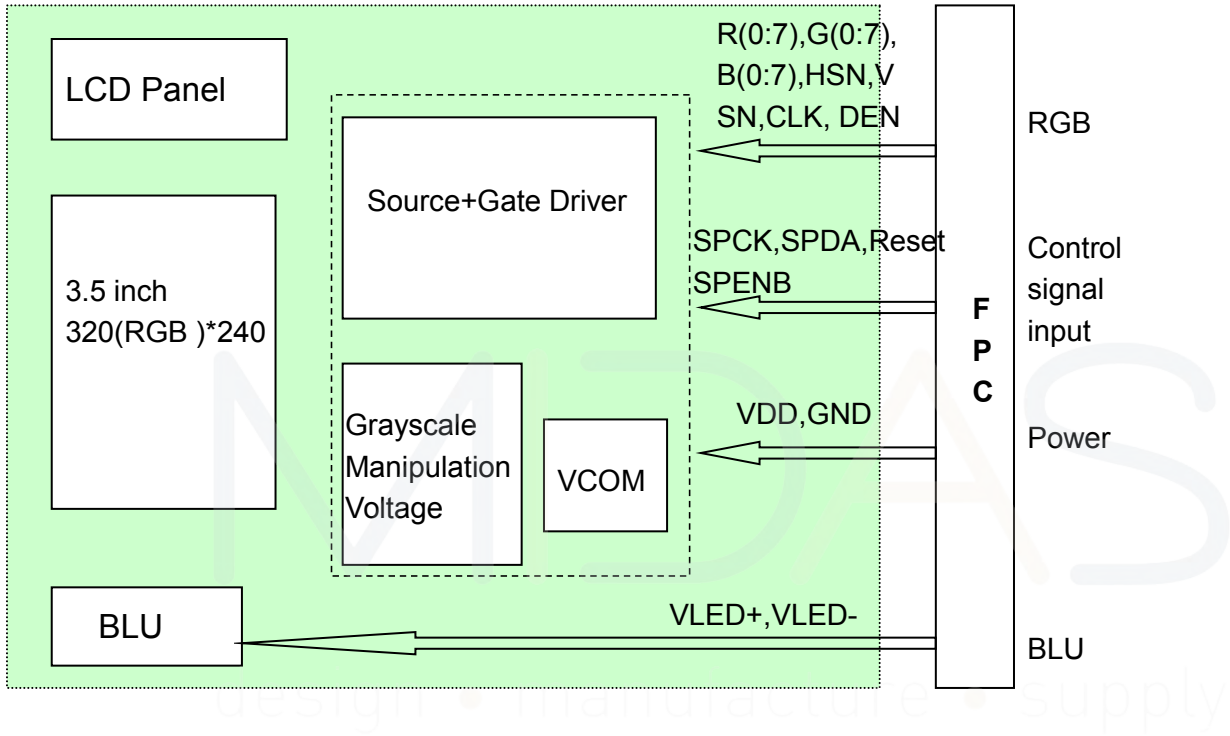 LCD Panel
3.5 inch
320(RGB )*240
BLU
Source+Gate Driver
Grayscale
Manipulation
Voltage
VCOM
R(0:7),G(0:7),
B(0:7),HSN,V
SN,CLK, DEN
SPCK,SPDA,Reset
SPENB
VDD,GND
VLED+,VLED-
F
P
C
RGB
Control
signal
input
Power
BLU
MIDAS
design • manufacture • supply